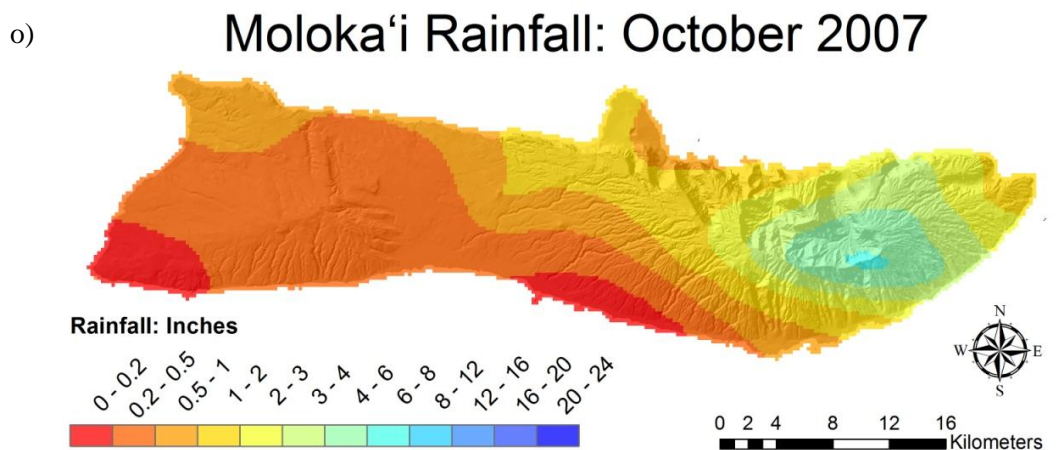 o)
Moloka‘i Rainfall: October 2007
Rainfall: Inches
0 - 0.2
0.2 - 0.5
0.5 - 1
1 - 2
2 - 3
3 - 4
4 - 6
6 - 8
8 - 12
12 - 16
16 - 20
20 - 24
N
W E
S
0 2 4 8 12 16
Kilometers